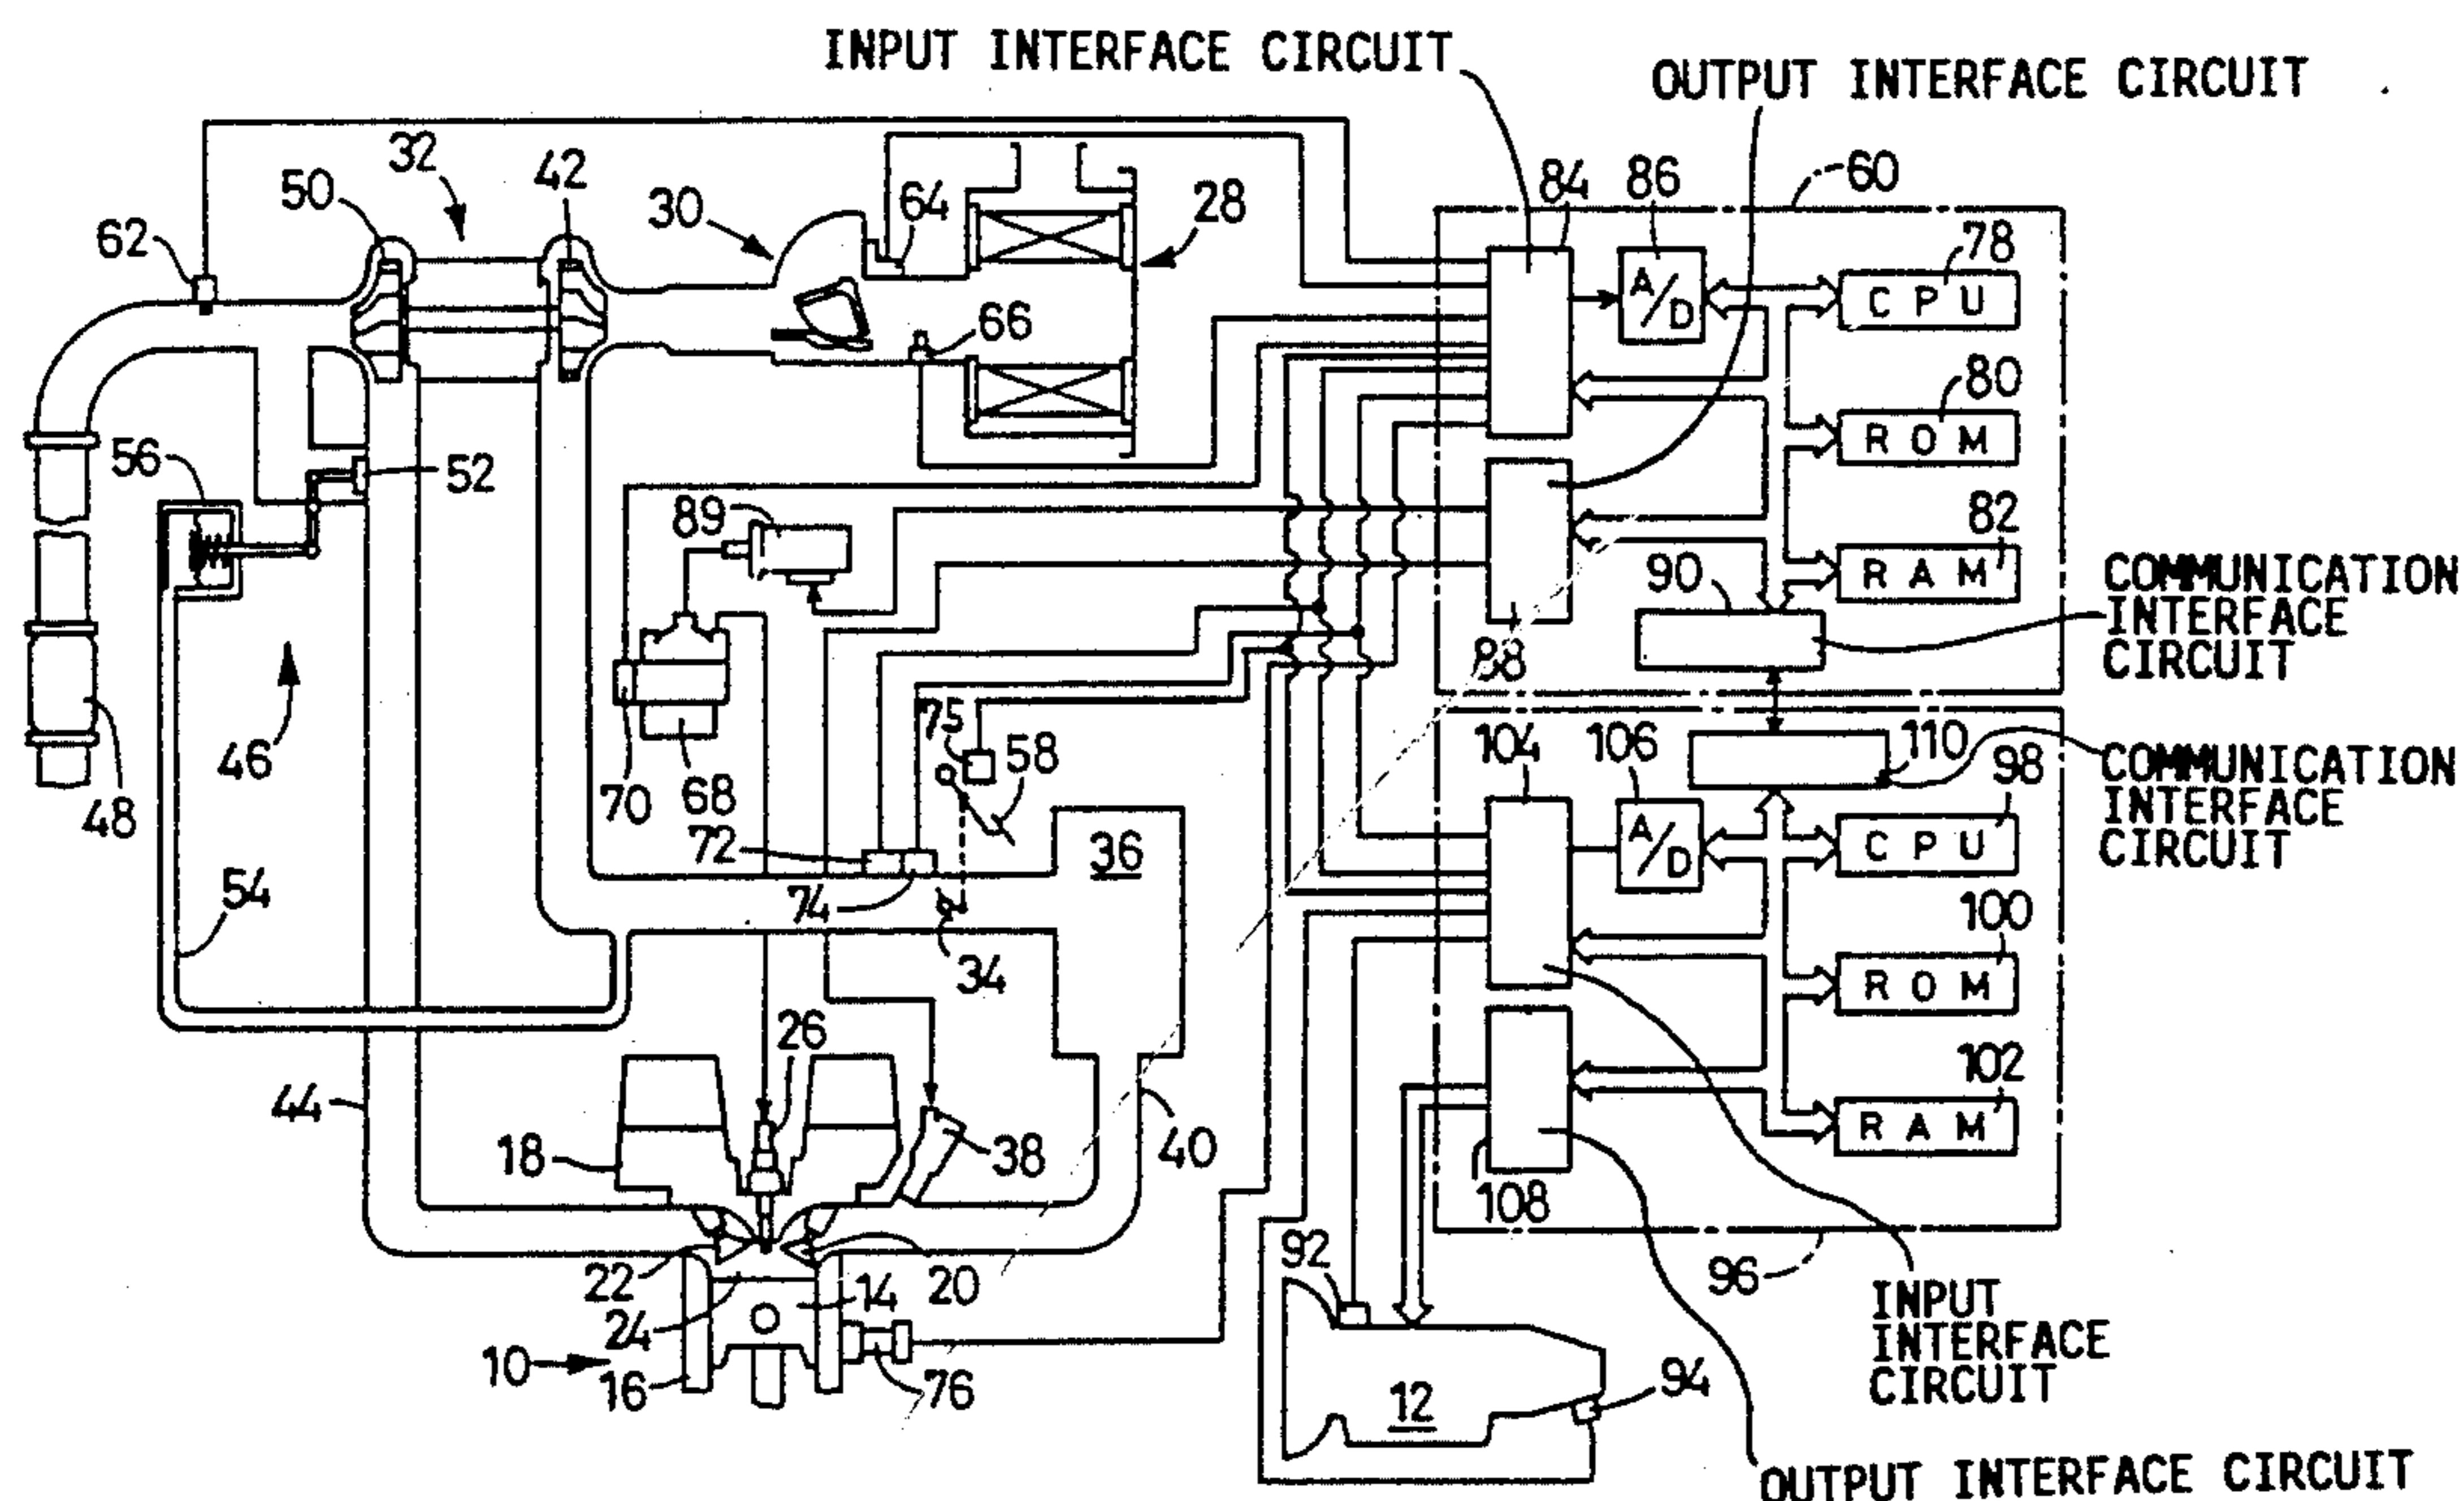 INPUT INTERFACE CIRCUIT
OUTPUT INTERFACE CIRCUIT
32
42
50
30
64
28
84
86
60
62
78
A/D
CPU
66
80
ROM
56
52
89
82
RAM
90
COMMUNICATION
INTERFACE
CIRCUIT
88
46
75
58
104
106
110
98
COMMUNICATION
INTERFACE
CIRCUIT
48
70
68
72
36
A/D
CPU
54
74
100
34
ROM
26
102
44
18
38
40
RAM
108
92
22
20
96
24
14
INPUT
INTERFACE
CIRCUIT
10
16
76
12
94
OUTPUT INTERFACE CIRCUIT